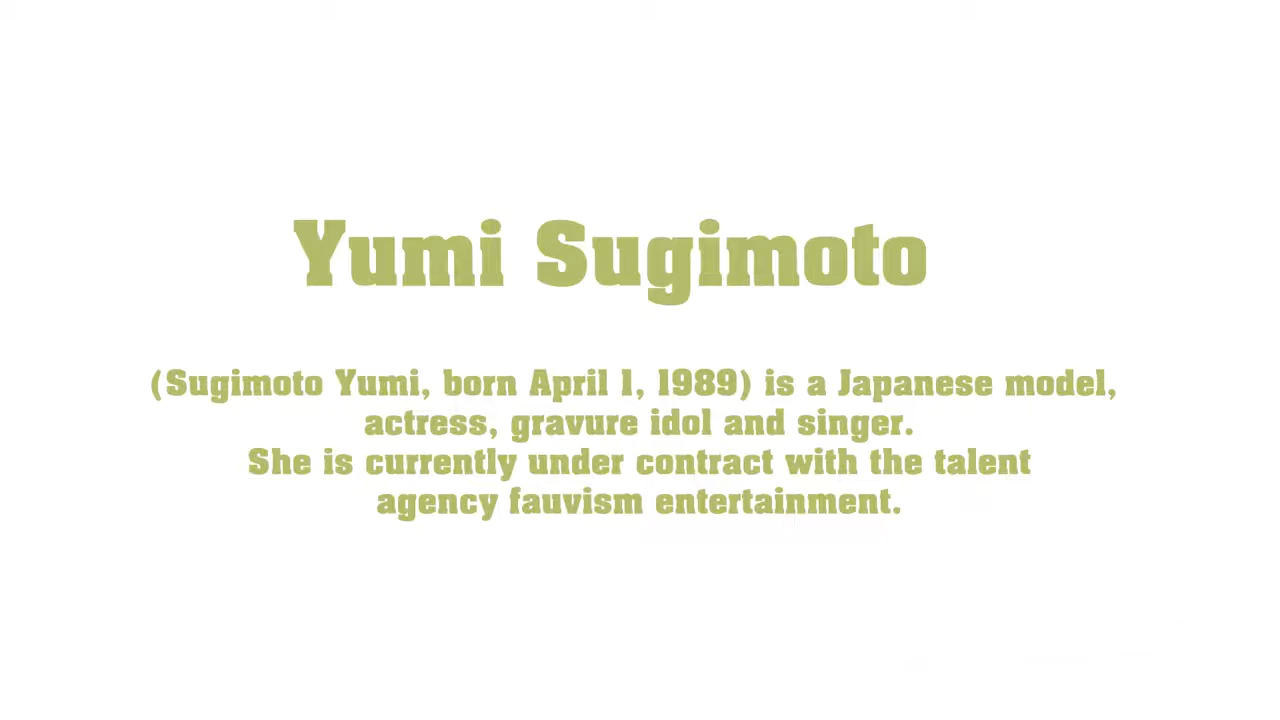 Yumi Sugimoto
(Sugimoto Yumi, born April 1, 1989) is a Japanese model,
actress, gravure idol and singer.
She is currently under contract with the talent
agency fauvism entertainment.